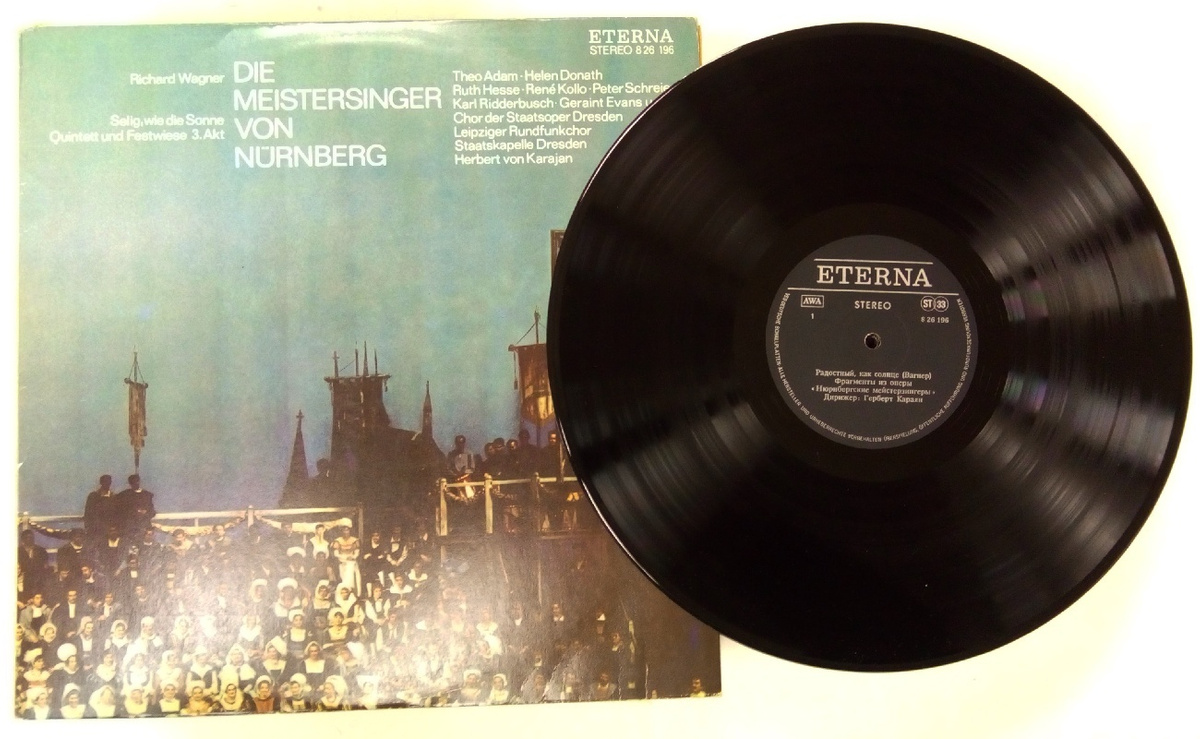 ETERNA
STEREO 8 26 196
Richard Wagner
DIE
MEISTERSINGER
VON
NÜRNBERG
Selig, wie die Sonne
Quintett und Festwiese 3. Akt
Theo Adam · Helen Donath
Ruth Hesse · René Kollo · Peter Schreie
Karl Ridderbusch · Geraint Evans u
Chor der Staatsoper Dresden
Leipziger Rundfunkchor
Staatskapelle Dresden
Herbert von Karajan
ETERNA
AWA STEREO ST 33
1 8 26 196
Радостный, как солнце (Вагнер)
Фрагменты из оперы
«Нюрнбергские мейстерзингеры»
Дирижер: Герберт Караян